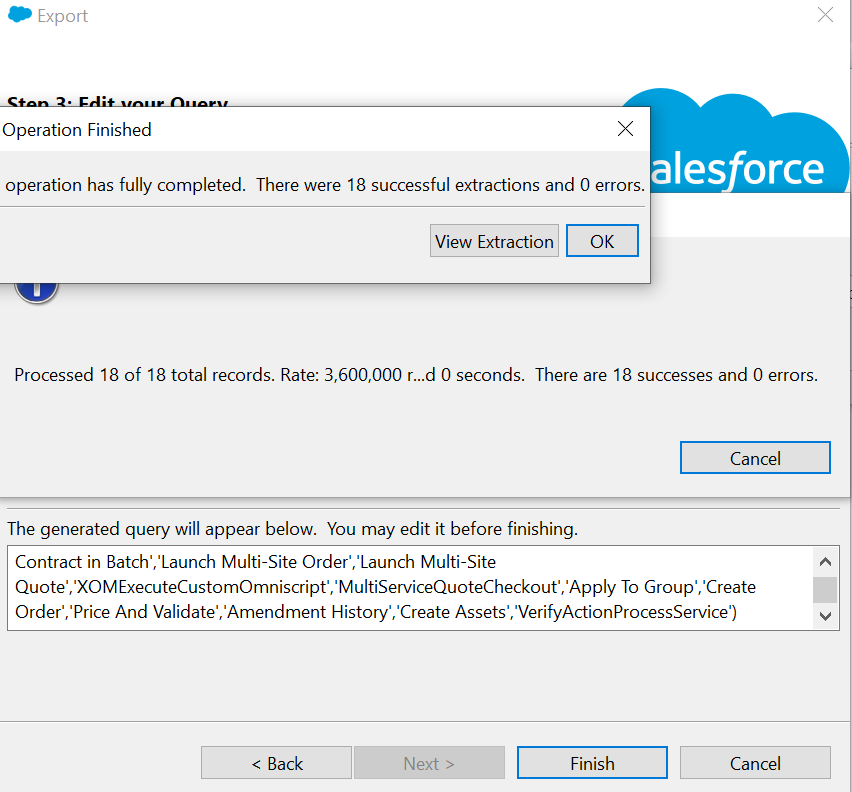 Export
Step 3: Edit your Query
Operation Finished
operation has fully completed.  There were 18 successful extractions and 0 errors.
alesforce
View Extraction
OK
Processed 18 of 18 total records. Rate: 3,600,000 r...d 0 seconds.  There are 18 successes and 0 errors.
Cancel
The generated query will appear below.  You may edit it before finishing.
Contract in Batch','Launch Multi-Site Order','Launch Multi-Site
Quote','XOMExecuteCustomOmniscript','MultiServiceQuoteCheckout','Apply To Group','Create
Order','Price And Validate','Amendment History','Create Assets','VerifyActionProcessService')
< Back
Next >
Finish
Cancel